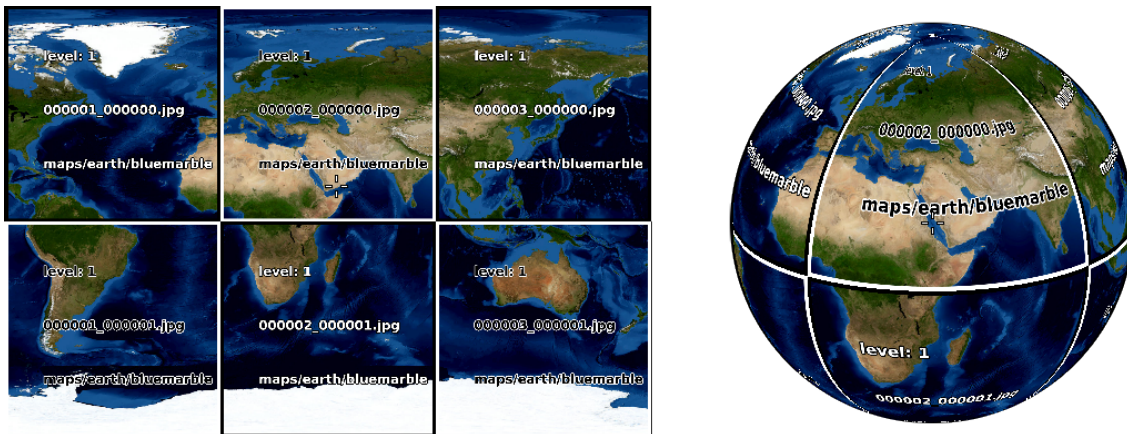 level: 1
000001_000000.jpg
maps/earth/bluemarble
level: 1
000002_000000.jpg
maps/earth/bluemarble
level: 1
000003_000000.jpg
maps/earth/bluemarble
level: 1
000001_000001.jpg
maps/earth/bluemarble
level: 1
000002_000001.jpg
maps/earth/bluemarble
level: 1
000003_000001.jpg
maps/earth/bluemarble
level: 1
000002_000000.jpg
maps/earth/bluemarble
level: 1
000002_000001.jpg